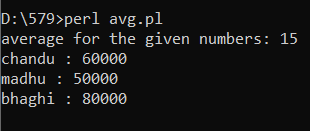 D:\579>perl avg.pl
average for the given numbers: 15
chandu : 60000
madhu : 50000
bhaghi : 80000